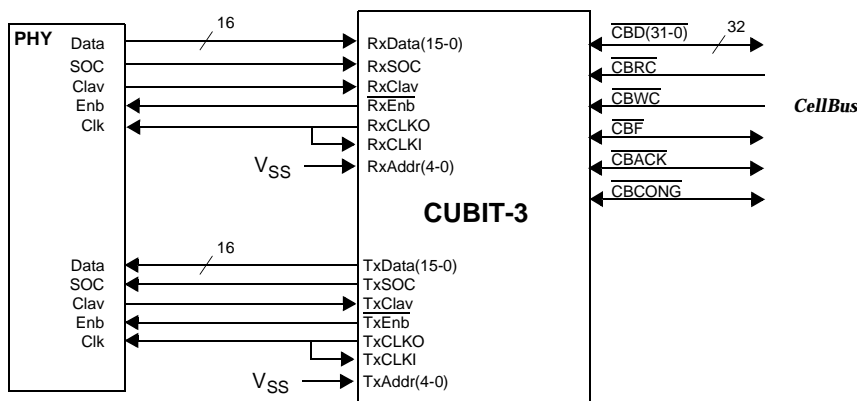 PHY
Data
SOC
Clav
Enb
Clk
16
RxData(15-0)
RxSOC
RxClav
RxEnb
RxCLKO
RxCLKI
VSS
RxAddr(4-0)
CUBIT-3
CBD(31-0)
32
CBRC
CBWC
CBF
CBACK
CBCONG
CellBus
Data
SOC
Clav
Enb
Clk
16
TxData(15-0)
TxSOC
TxClav
TxEnb
TxCLKO
TxCLKI
VSS
TxAddr(4-0)